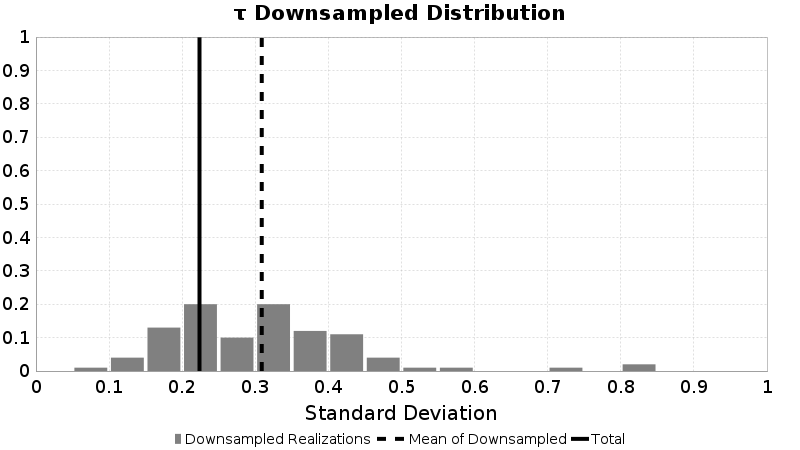 τ Downsampled Distribution
1
0.9
0.8
0.7
0.6
0.5
0.4
0.3
0.2
0.1
0
0 0.1 0.2 0.3 0.4 0.5 0.6 0.7 0.8 0.9 1
Standard Deviation
Downsampled Realizations Mean of Downsampled Total